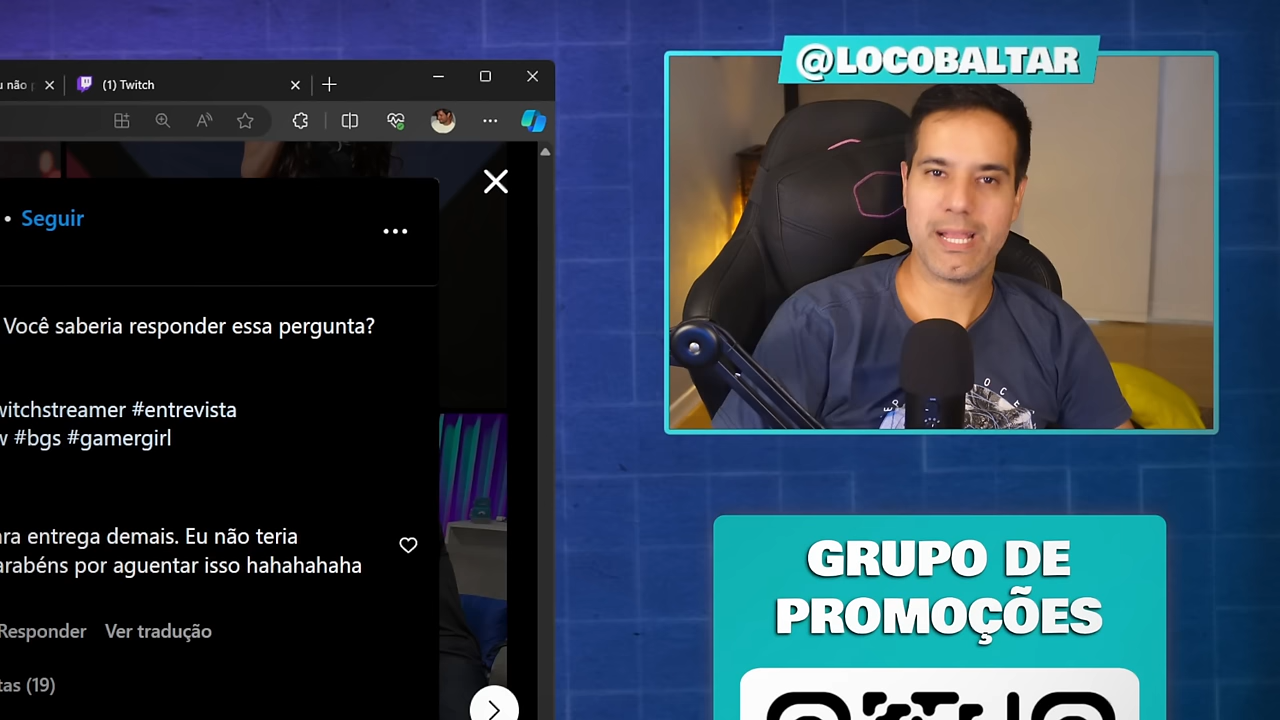 u não
(1) Twitch
• Seguir
Você saberia responder essa pergunta?
witchstreamer #entrevista
w #bgs #gamergirl
ara entrega demais. Eu não teria
arabéns por aguentar isso hahahahaha
Responder Ver tradução
tas (19)
@LOCOBALTAR
GRUPO DE
PROMOÇÕES